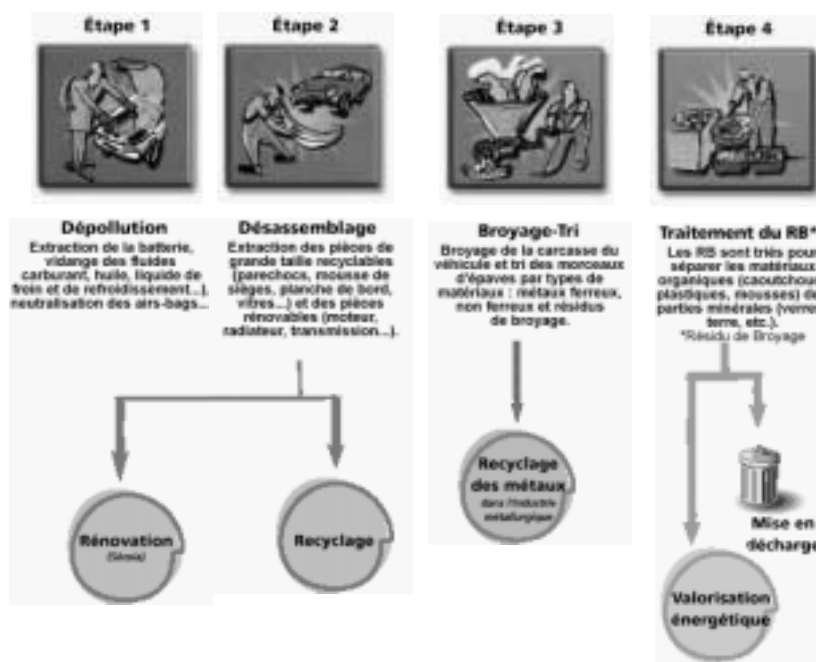 Étape 1
Étape 2
Étape 3
Étape 4
Dépollution
Extraction de la batterie,
vidange des fluides
carburant, huile, liquide de
frein et de refroidissement...).
neutralisation des airs-bags...
Désassemblage
Extraction des pièces de
grande taille recyclables
(parechocs, mousse de
sièges, planche de bord,
vitres...) et des pièces
rénovables (moteur,
radiateur, transmission...).
Broyage-Tri
Broyage de la carcasse du
véhicule et tri des morceaux
d'épaves par types de
matériaux : métaux ferreux,
non ferreux et résidus
de broyage.
Traitement du RB*
Les RB sont triés pour
séparer les matériaux
organiques (caoutchouc
plastiques, mousses) de
parties minérales (verre
terre, etc.).
*Résidu de Broyage
Rénovation
Recyclage
Recyclage
des métaux
dans l'industrie
métallurgique
Mise en
décharge
Valorisation
énergétique